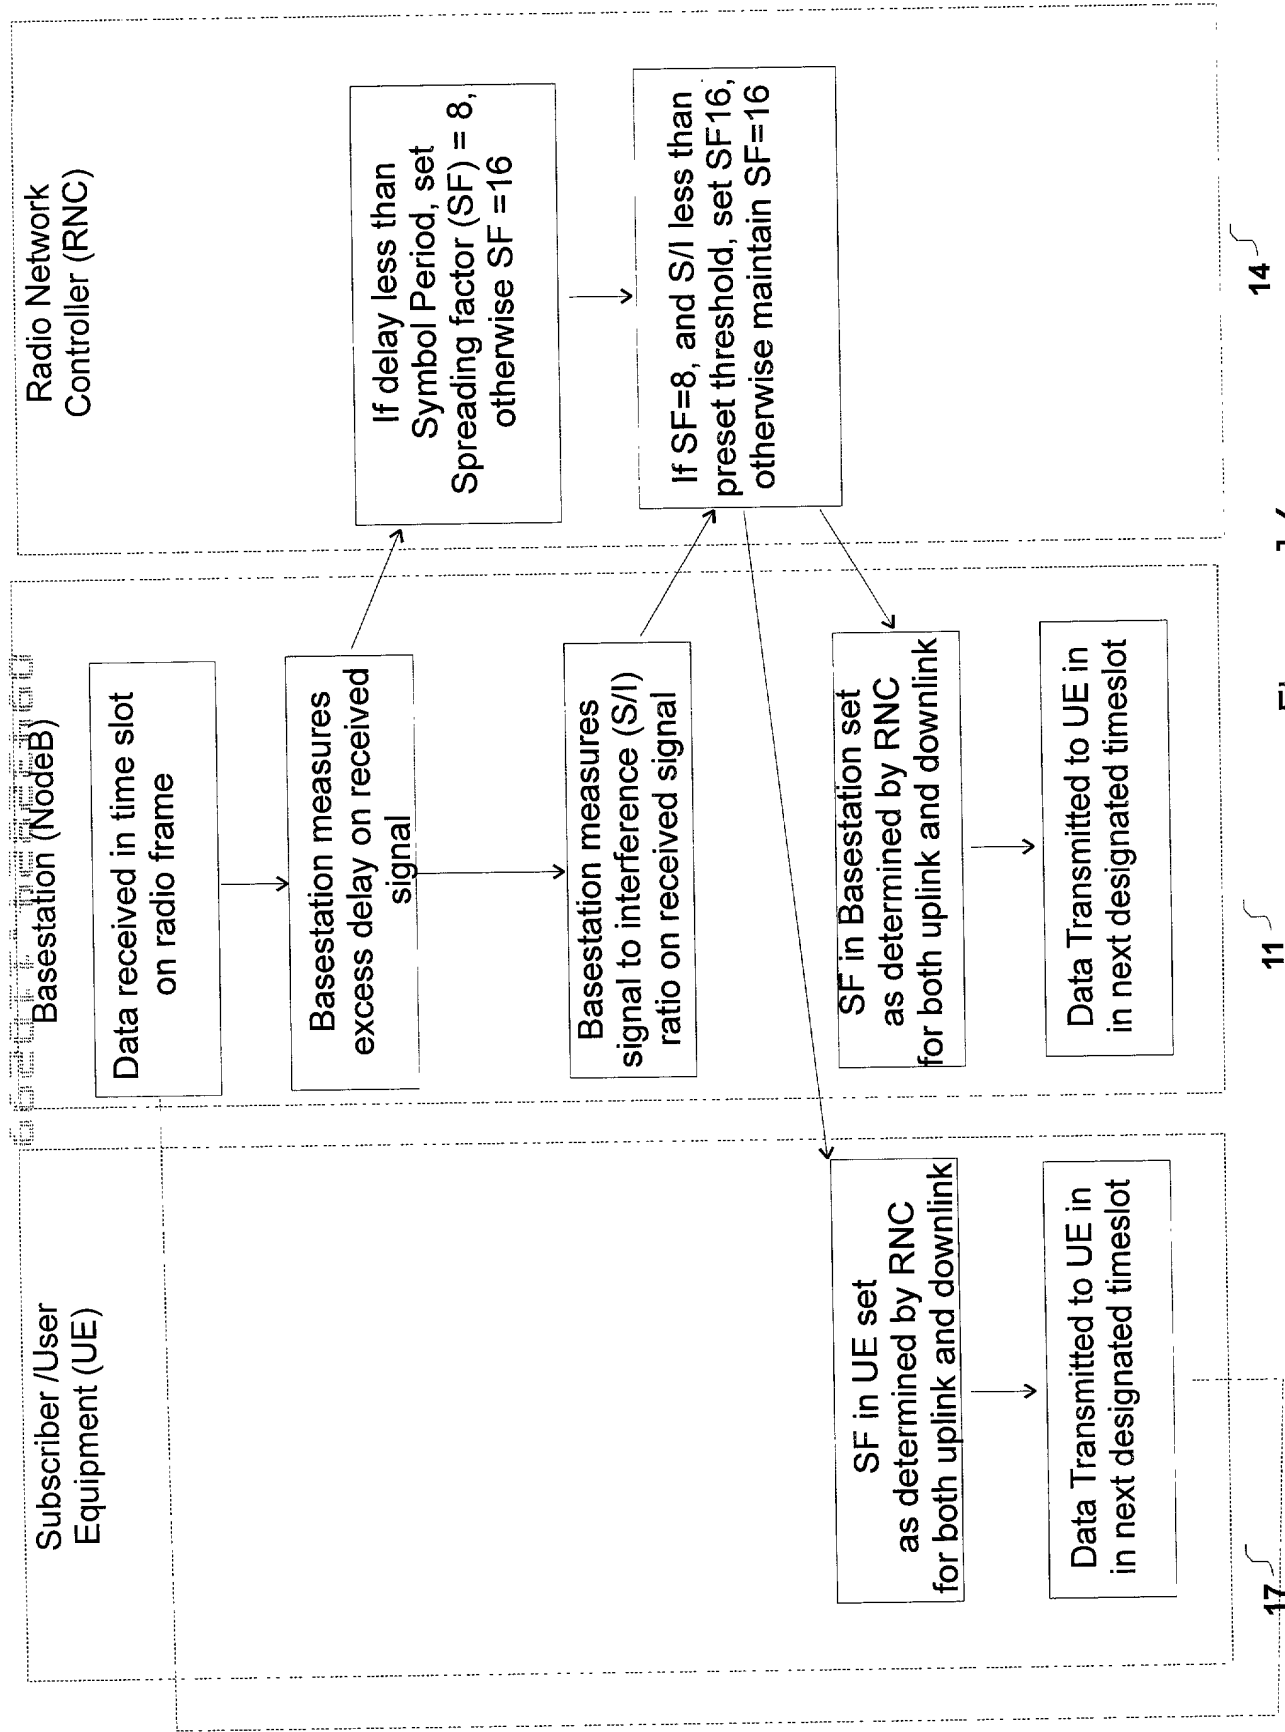 Subscriber /User
Equipment (UE)
SF in UE set
as determined by RNC
for both uplink and downlink
Data Transmitted to UE in
in next designated timeslot
17
Basestation (NodeB)
Data received in time slot
on radio frame
Basestation measures
excess delay on received
signal
Basestation measures
signal to interference (S/I)
ratio on received signal
SF in Basestation set
as determined by RNC
for both uplink and downlink
Data Transmitted to UE in
in next designated timeslot
11
Radio Network
Controller (RNC)
If delay less than
Symbol Period, set
Spreading factor (SF) = 8,
otherwise SF =16
If SF=8, and S/I less than
preset threshold, set SF16,
otherwise maintain SF=16
14